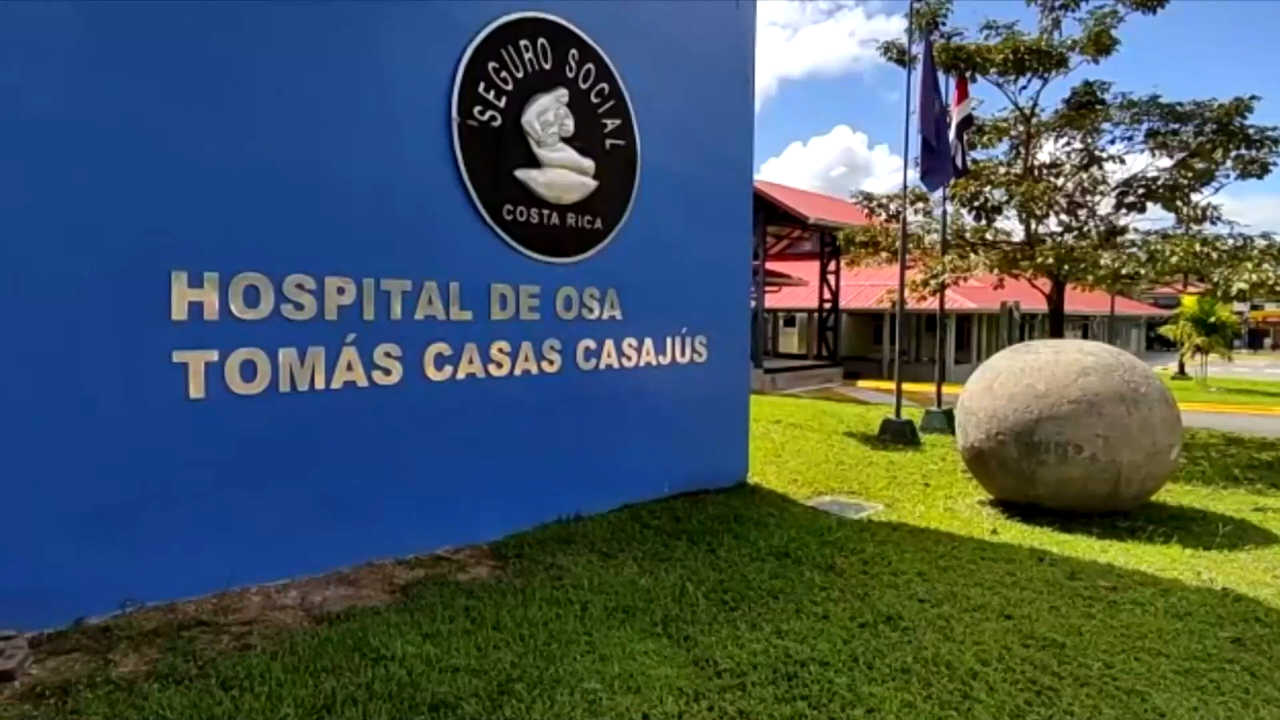 SEGURO SOCIAL
COSTA RICA
HOSPITAL DE OSA
TOMÁS CASAS CASAJÚS